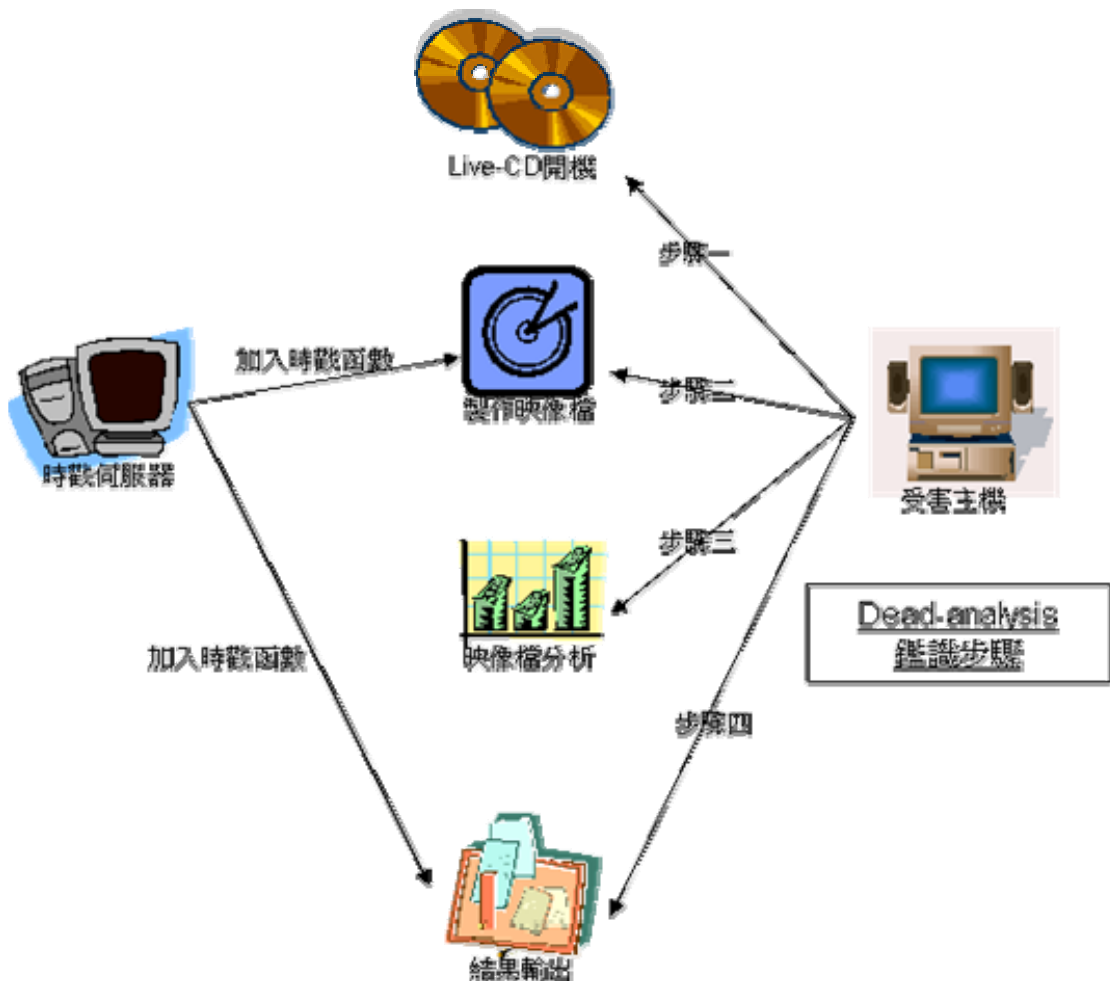 Live-CD開機
步驟一
加入時戳函數
製作映像檔
步驟二
時戳伺服器
受害主機
步驟三
映像檔分析
Dead-analysis
鑑識步驟
加入時戳函數
步驟四
結果輸出